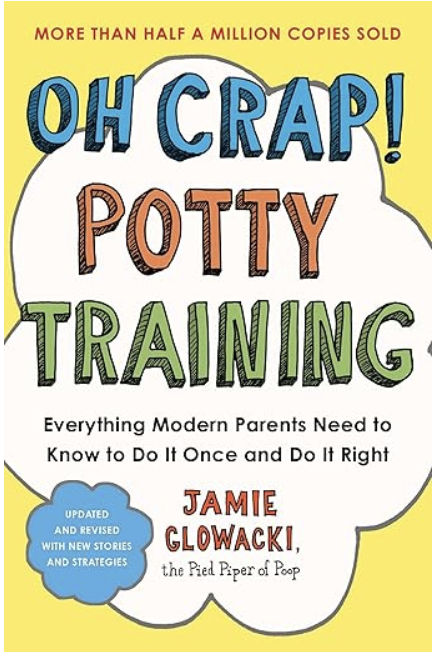 MORE THAN HALF A MILLION COPIES SOLD
OH CRAP!
POTTY
TRAINING
Everything Modern Parents Need to
Know to Do It Once and Do It Right
UPDATED
AND REVISED
WITH NEW STORIES
AND STRATEGIES
JAMIE
GLOWACKI,
the Pied Piper of Poop